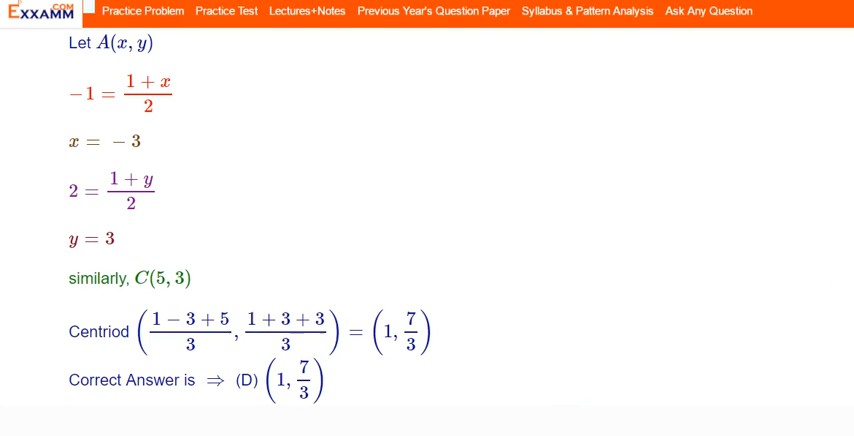 EXXAMM .COM Practice Problem Practice Test Lectures+Notes Previous Year's Question Paper Syllabus & Pattern Analysis Ask Any Question
Let A(x, y)
−1 = (1 + x)/2
x = − 3
2 = (1 + y)/2
y = 3
similarly, C(5, 3)
Centriod ((1 − 3 + 5)/3, (1 + 3 + 3)/3) = (1, 7/3)
Correct Answer is ⇒ (D) (1, 7/3)